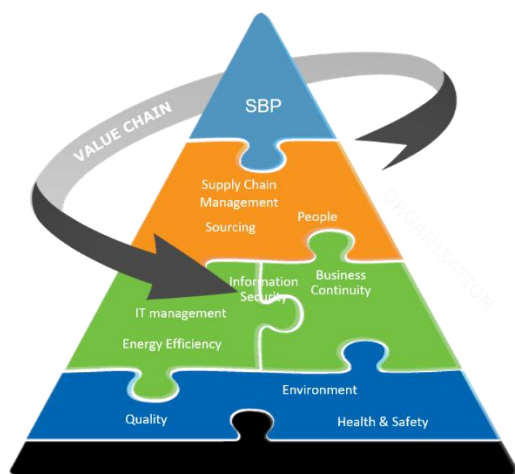 SBP
VALUE CHAIN
Supply Chain
Management
People
Sourcing
ORGANISATION
Information
Security
Business
Continuity
IT management
Energy Efficiency
Environment
Quality
Health & Safety